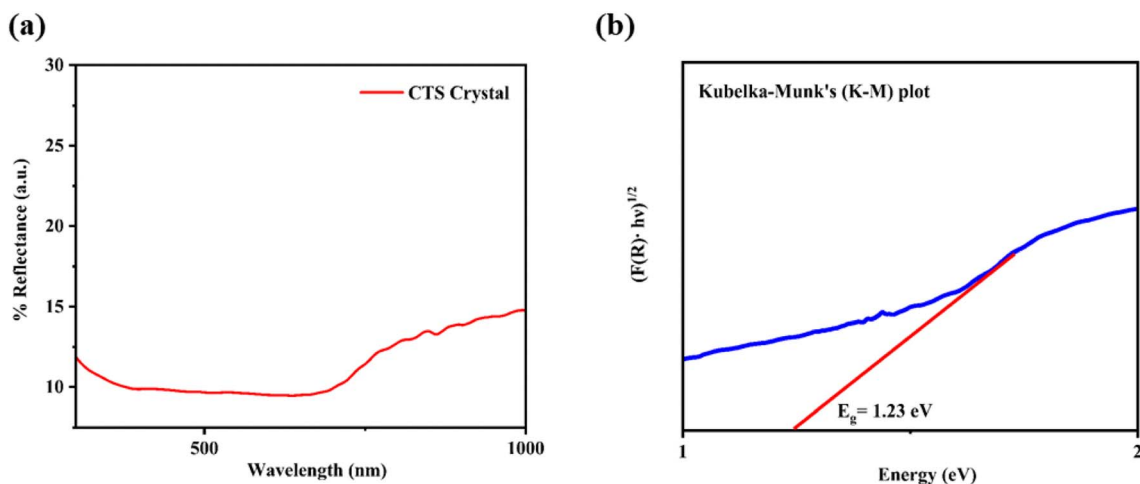 (a)
30
25
20
15
10
% Reflectance (a.u.)
CTS Crystal
500
1000
Wavelength (nm)
(b)
Kubelka-Munk's (K-M) plot
(F(R)· hν)^{1/2}
E_g= 1.23 eV
1
2
Energy (eV)